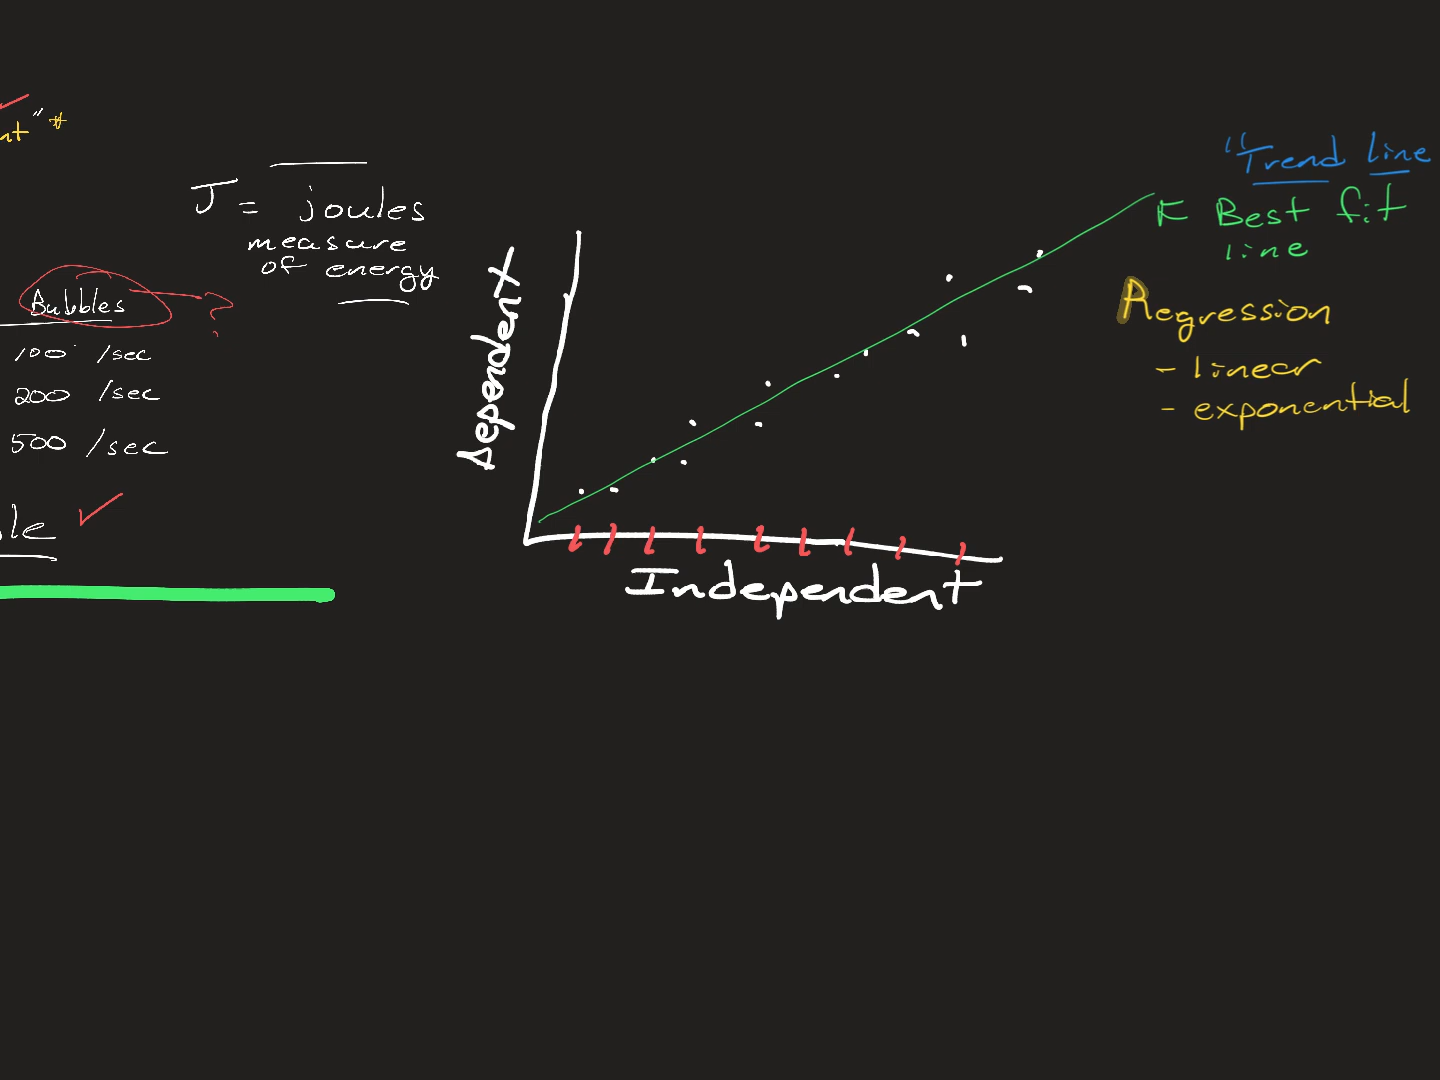 nt" *
J = joules
measure
of energy
Bubbles ?
100 /sec
200 /sec
500 /sec
le
Dependent
Independent
"Trend line
Best fit
line
Regression
- linear
- exponential